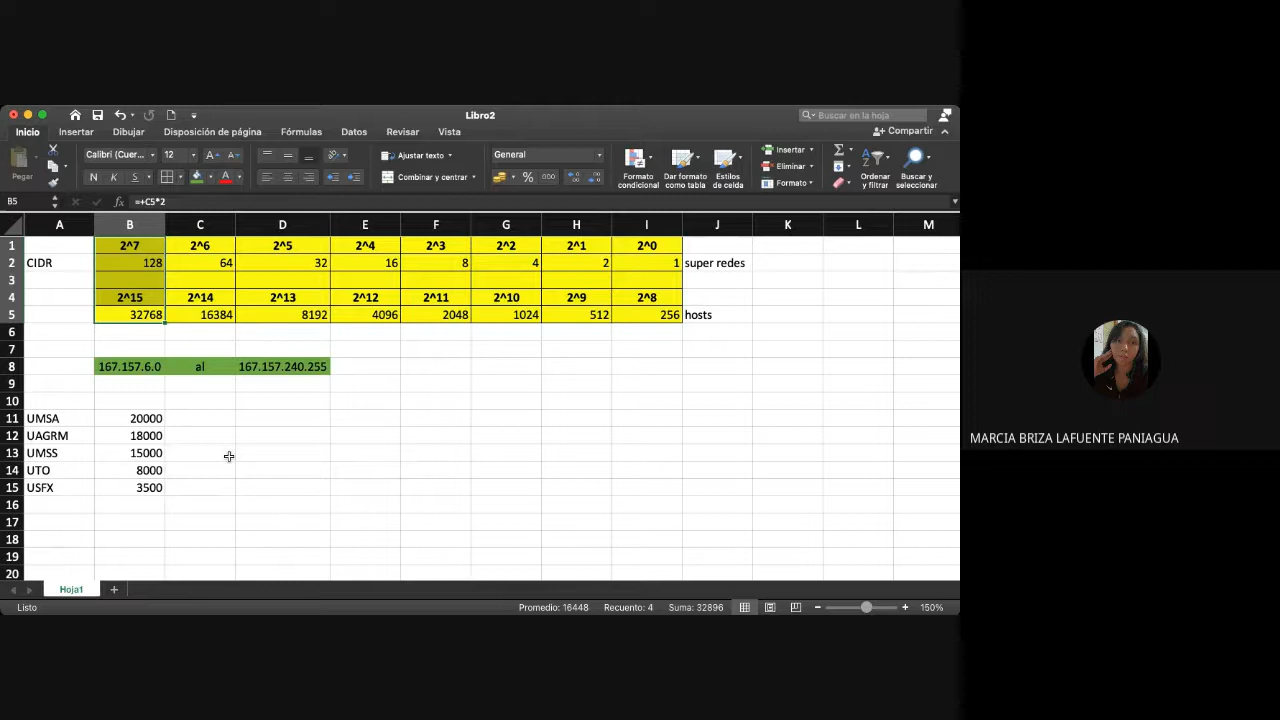 Libro2
Buscar en la hoja
Inicio Insertar Dibujar Disposición de página Fórmulas Datos Revisar Vista Compartir
Pegar Calibri (Cuer... 12 Ajustar texto General Insertar
Combinar y centrar Formato condicional Dar formato como tabla Estilos de celda Eliminar Ordenar y filtrar Buscar y seleccionar
N K S A % 000 Formato
B5 fx =+C5*2
A B C D E F G H I J K L M
1 2^7 2^6 2^5 2^4 2^3 2^2 2^1 2^0
2 CIDR 128 64 32 16 8 4 2 1 super redes
3
4 2^15 2^14 2^13 2^12 2^11 2^10 2^9 2^8
5 32768 16384 8192 4096 2048 1024 512 256 hosts
6
7
8 167.157.6.0 al 167.157.240.255
9
10
11 UMSA 20000
12 UAGRM 18000
13 UMSS 15000
14 UTO 8000
15 USFX 3500
16
17
18
19
20
Hoja1
Listo Promedio: 16448 Recuento: 4 Suma: 32896 150%
MARCIA BRIZA LAFUENTE PANIAGUA